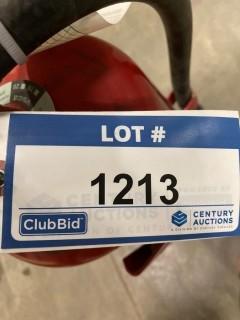 LOT #
1213
ClubBid
CENTURY
AUCTIONS